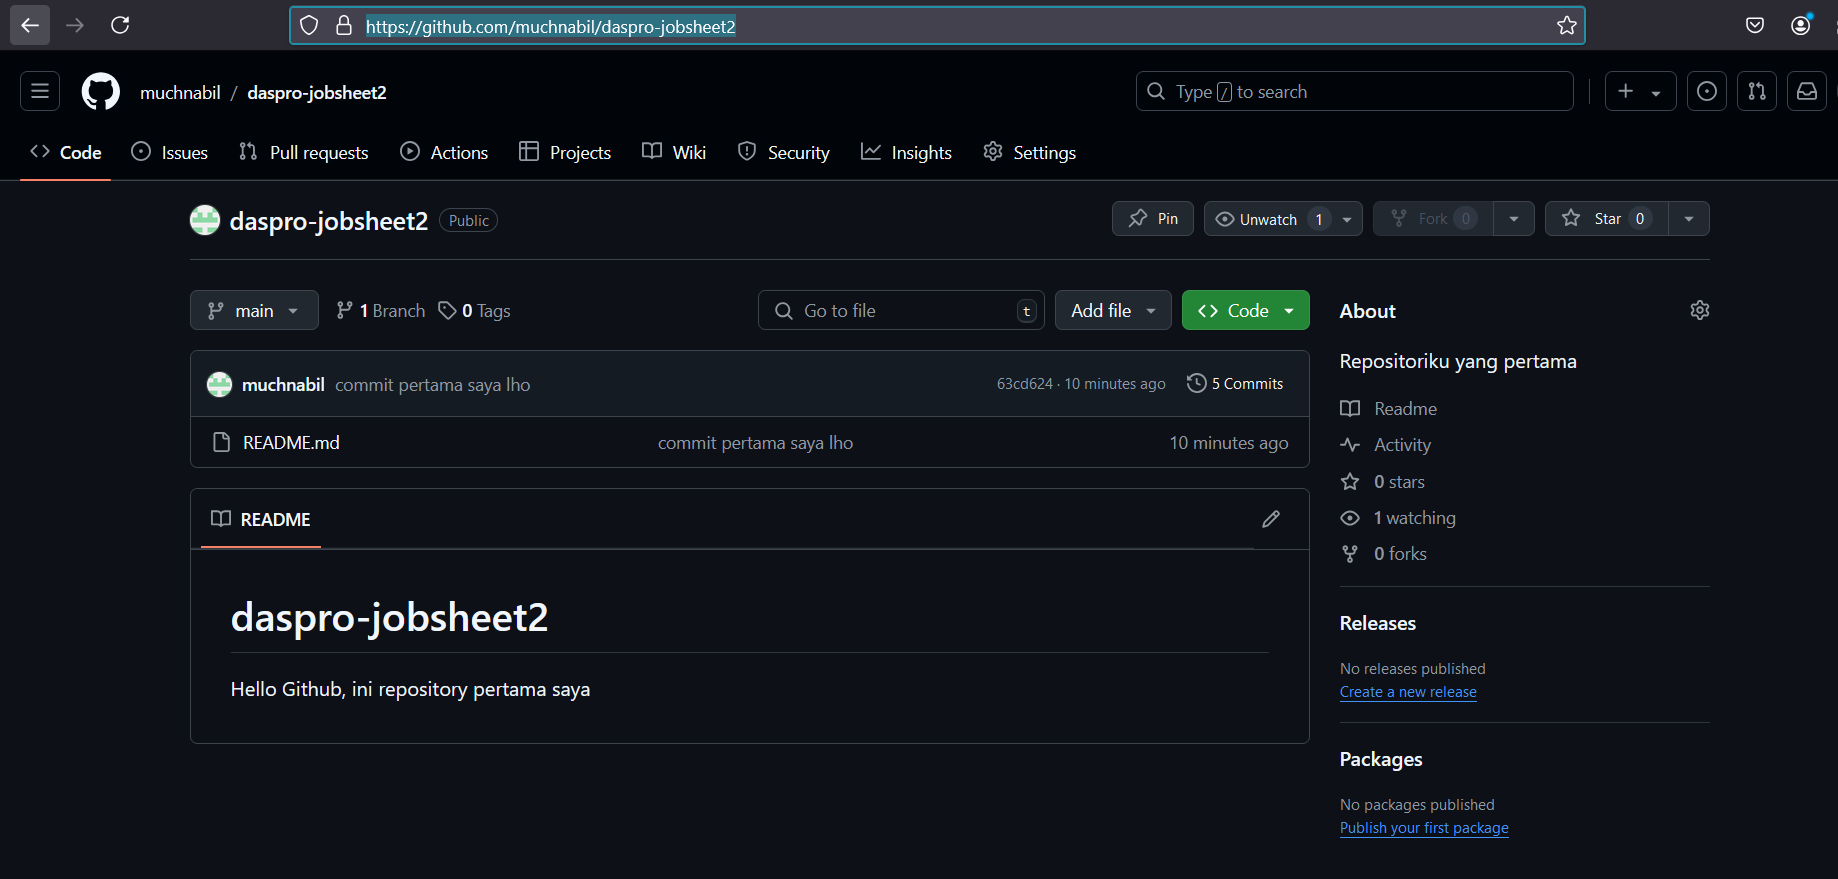 https://github.com/muchnabil/daspro-jobsheet2
muchnabil / daspro-jobsheet2
Type / to search
Code Issues Pull requests Actions Projects Wiki Security Insights Settings
daspro-jobsheet2 Public
Pin Unwatch 1 Fork 0 Star 0
main 1 Branch 0 Tags Go to file t Add file Code
muchnabil commit pertama saya lho 63cd624 · 10 minutes ago 5 Commits
README.md commit pertama saya lho 10 minutes ago
README
daspro-jobsheet2
Hello Github, ini repository pertama saya
About
Repositoriku yang pertama
Readme
Activity
0 stars
1 watching
0 forks
Releases
No releases published
Create a new release
Packages
No packages published
Publish your first package